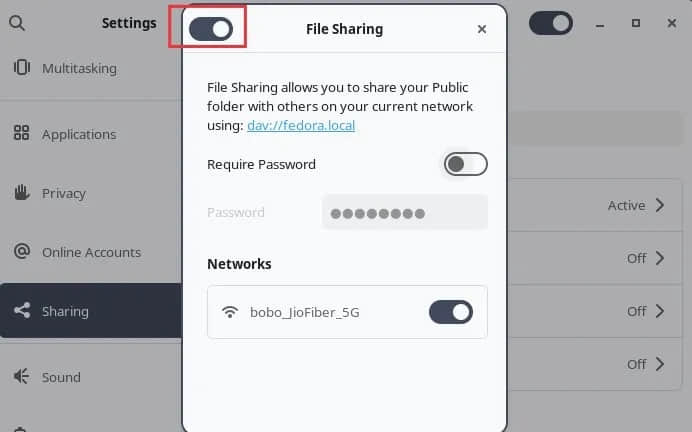 Settings
Multitasking
Applications
Privacy
Online Accounts
Sharing
Sound
File Sharing
File Sharing allows you to share your Public
folder with others on your current network
using: dav://fedora.local
Require Password
Password
Networks
bobo_JioFiber_5G
Active
Off
Off
Off